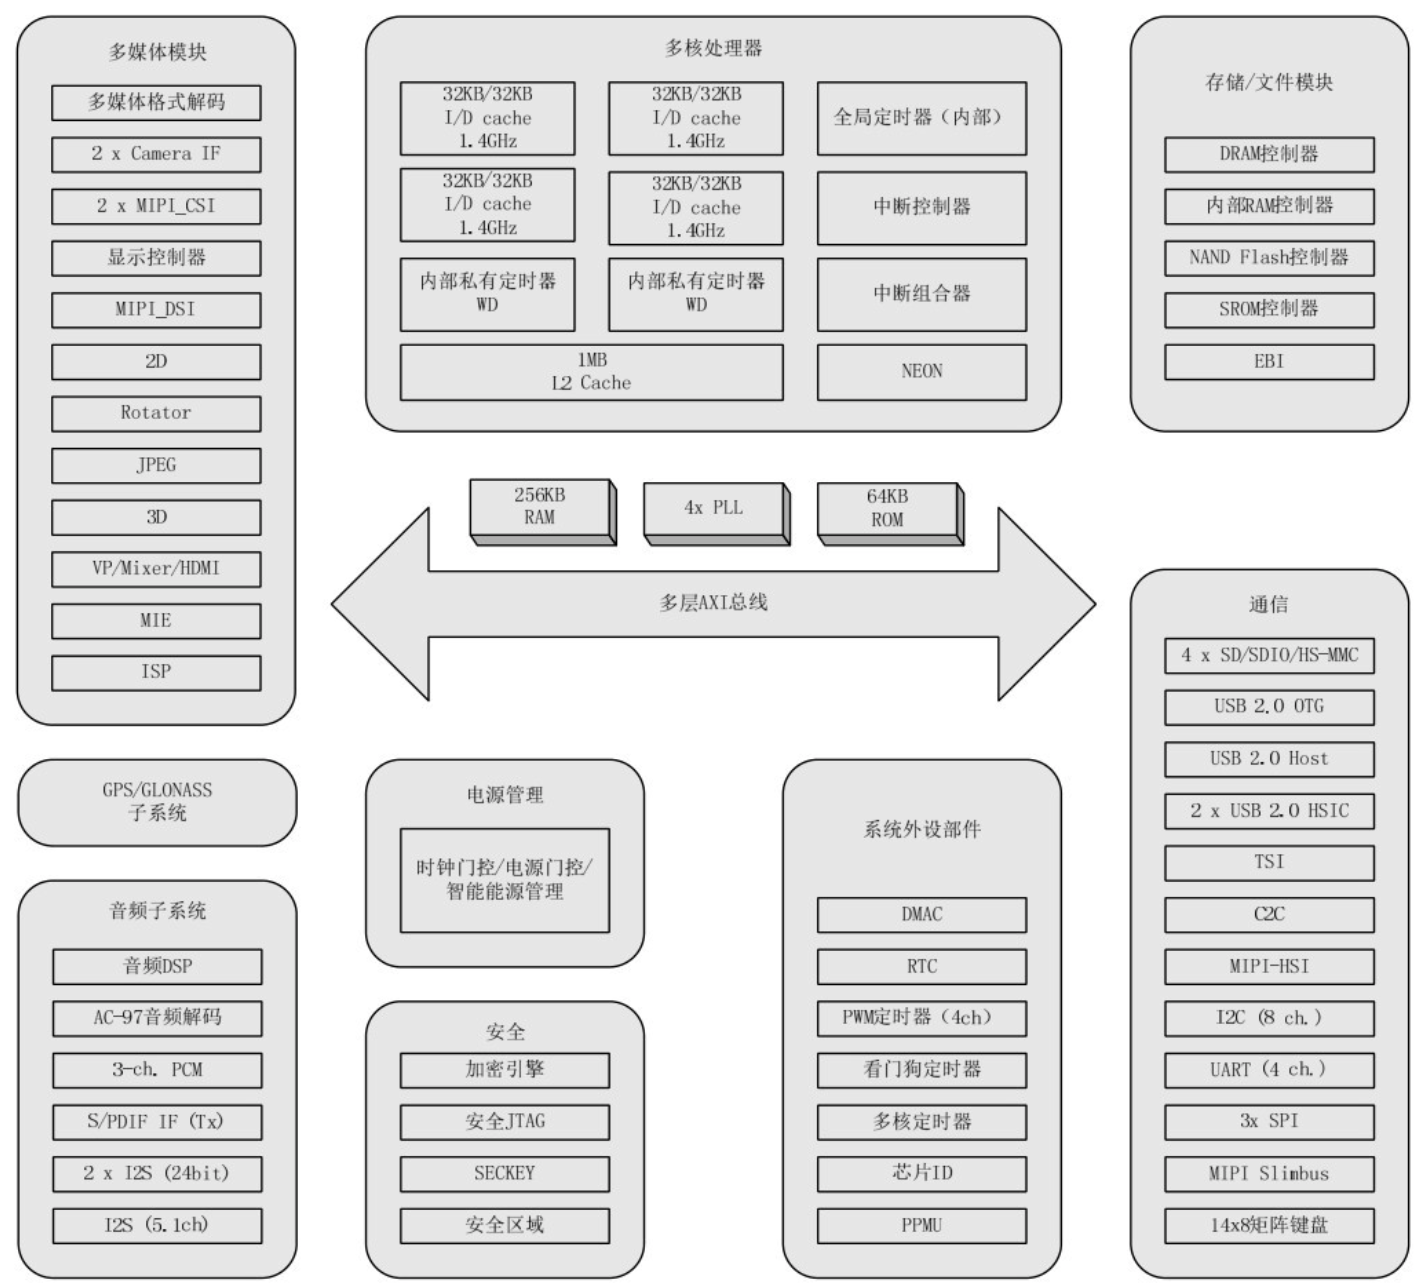 多媒体模块
多媒体格式解码
2 x Camera IF
2 x MIPI_CSI
显示控制器
MIPI_DSI
2D
Rotator
JPEG
3D
VP/Mixer/HDMI
MIE
ISP
多核处理器
32KB/32KB
I/D cache
1.4GHz
32KB/32KB
I/D cache
1.4GHz
全局定时器（内部）
32KB/32KB
I/D cache
1.4GHz
32KB/32KB
I/D cache
1.4GHz
中断控制器
内部私有定时器
WD
内部私有定时器
WD
中断组合器
1MB
L2 Cache
NEON
存储/文件模块
DRAM控制器
内部RAM控制器
NAND Flash控制器
SROM控制器
EBI
256KB
RAM
4x PLL
64KB
ROM
多层AXI总线
GPS/GLONASS
子系统
音频子系统
音频DSP
AC-97音频解码
3-ch. PCM
S/PDIF IF (Tx)
2 x I2S (24bit)
I2S (5.1ch)
电源管理
时钟门控/电源门控/
智能能源管理
安全
加密引擎
安全JTAG
SECKEY
安全区域
系统外设部件
DMAC
RTC
PWM定时器（4ch）
看门狗定时器
多核定时器
芯片ID
PPMU
通信
4 x SD/SDIO/HS-MMC
USB 2.0 OTG
USB 2.0 Host
2 x USB 2.0 HSIC
TSI
C2C
MIPI-HSI
I2C (8 ch.)
UART (4 ch.)
3x SPI
MIPI Slimbus
14x8矩阵键盘